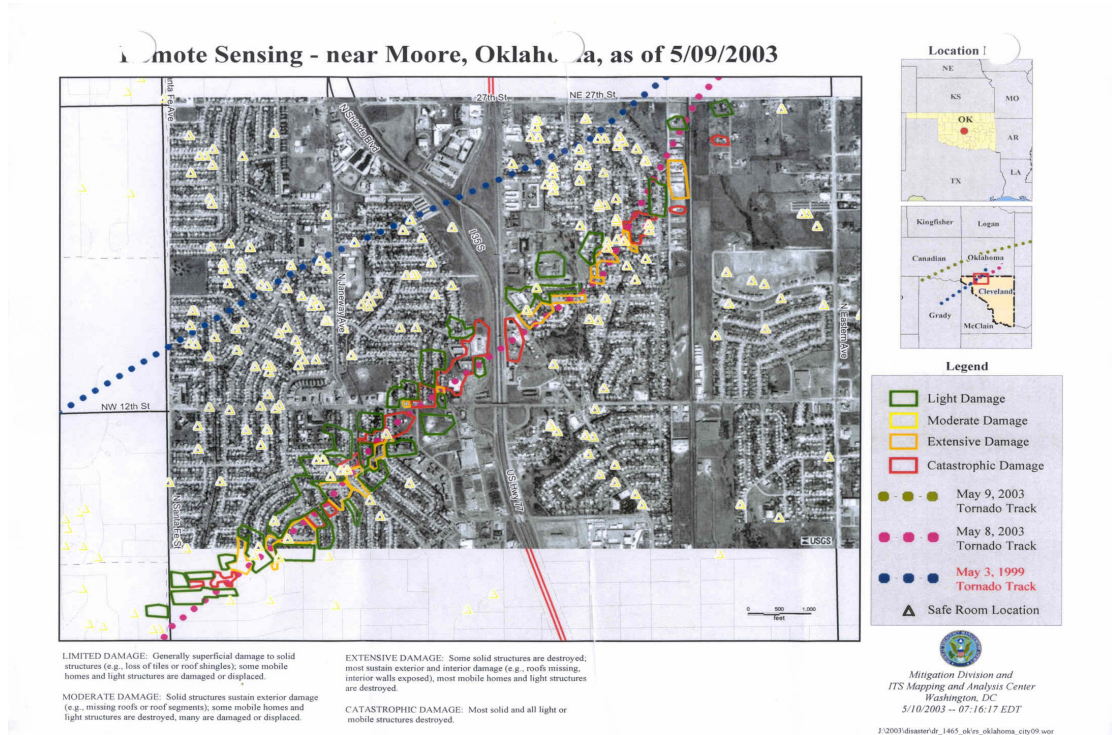 mote Sensing - near Moore, Oklaho a, as of 5/09/2003
Location
NE
KS
MO
OK
AR
TX
LA
Kingfisher
Logan
Canadian
Oklahoma
Cleveland
Grady
McClain
nta Fe Ave
27th St
NE 27th St.
N Shields Blvd
I35 S
N Janeway Ave
N Eastern Ave
NW 12th St
N Santa Fe St
US Hwy 77
USGS
0 500 1,000
feet
Legend
Light Damage
Moderate Damage
Extensive Damage
Catastrophic Damage
May 9, 2003
Tornado Track
May 8, 2003
Tornado Track
May 3, 1999
Tornado Track
Safe Room Location
LIMITED DAMAGE: Generally superficial damage to solid
structures (e.g., loss of tiles or roof shingles); some mobile
homes and light structures are damaged or displaced.
MODERATE DAMAGE: Solid structures sustain exterior damage
(e.g., missing roofs or roof segments); some mobile homes and
light structures are destroyed, many are damaged or displaced.
EXTENSIVE DAMAGE: Some solid structures are destroyed;
most sustain exterior and interior damage (e.g., roofs missing,
interior walls exposed), most mobile homes and light structures
are destroyed.
CATASTROPHIC DAMAGE: Most solid and all light or
mobile structures destroyed.
Mitigation Division and
ITS Mapping and Analysis Center
Washington, DC
5/10/2003 -- 07:16:17 EDT
J:\2003\disaster\dr_1465_ok\rs_oklahoma_city09.wor